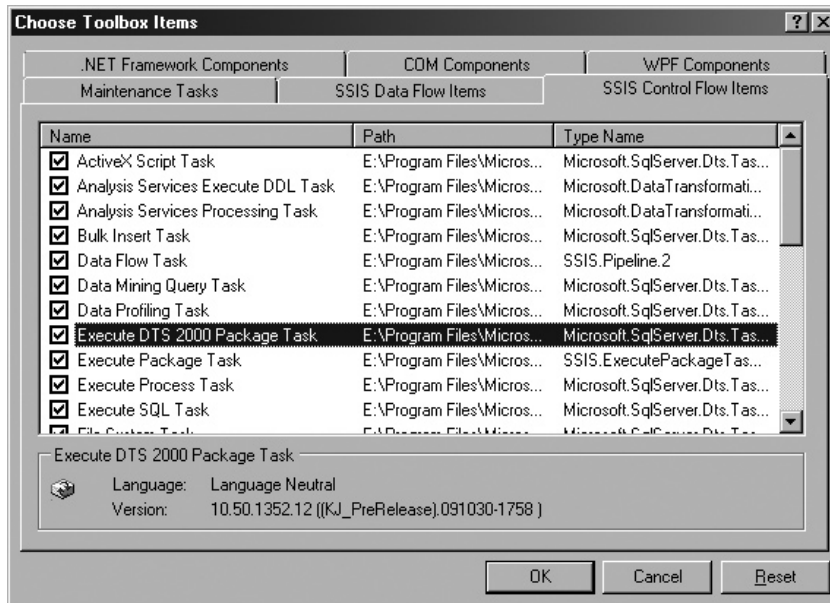 Choose Toolbox Items
.NET Framework Components COM Components WPF Components
Maintenance Tasks SSIS Data Flow Items SSIS Control Flow Items
Name Path Type Name
ActiveX Script Task E:\Program Files\Micros... Microsoft.SqlServer.Dts.Tas...
Analysis Services Execute DDL Task E:\Program Files\Micros... Microsoft.DataTransformati...
Analysis Services Processing Task E:\Program Files\Micros... Microsoft.DataTransformati...
Bulk Insert Task E:\Program Files\Micros... Microsoft.SqlServer.Dts.Tas...
Data Flow Task E:\Program Files\Micros... SSIS.Pipeline.2
Data Mining Query Task E:\Program Files\Micros... Microsoft.SqlServer.Dts.Tas...
Data Profiling Task E:\Program Files\Micros... Microsoft.SqlServer.Dts.Tas...
Execute DTS 2000 Package Task E:\Program Files\Micros... Microsoft.SqlServer.Dts.Tas...
Execute Package Task E:\Program Files\Micros... SSIS.ExecutePackageTas...
Execute Process Task E:\Program Files\Micros... Microsoft.SqlServer.Dts.Tas...
Execute SQL Task E:\Program Files\Micros... Microsoft.SqlServer.Dts.Tas...
Execute DTS 2000 Package Task
Language: Language Neutral
Version: 10.50.1352.12 ((KJ_PreRelease).091030-1758 )
OK Cancel Reset